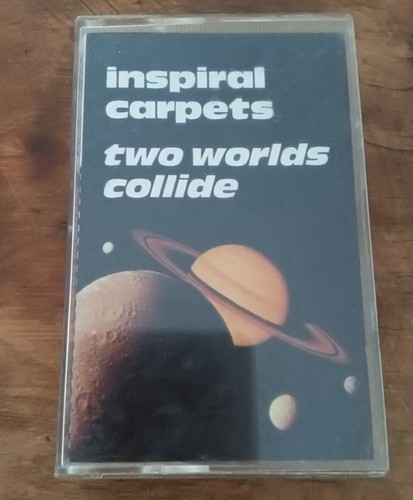 inspiral
carpets
two worlds
collide